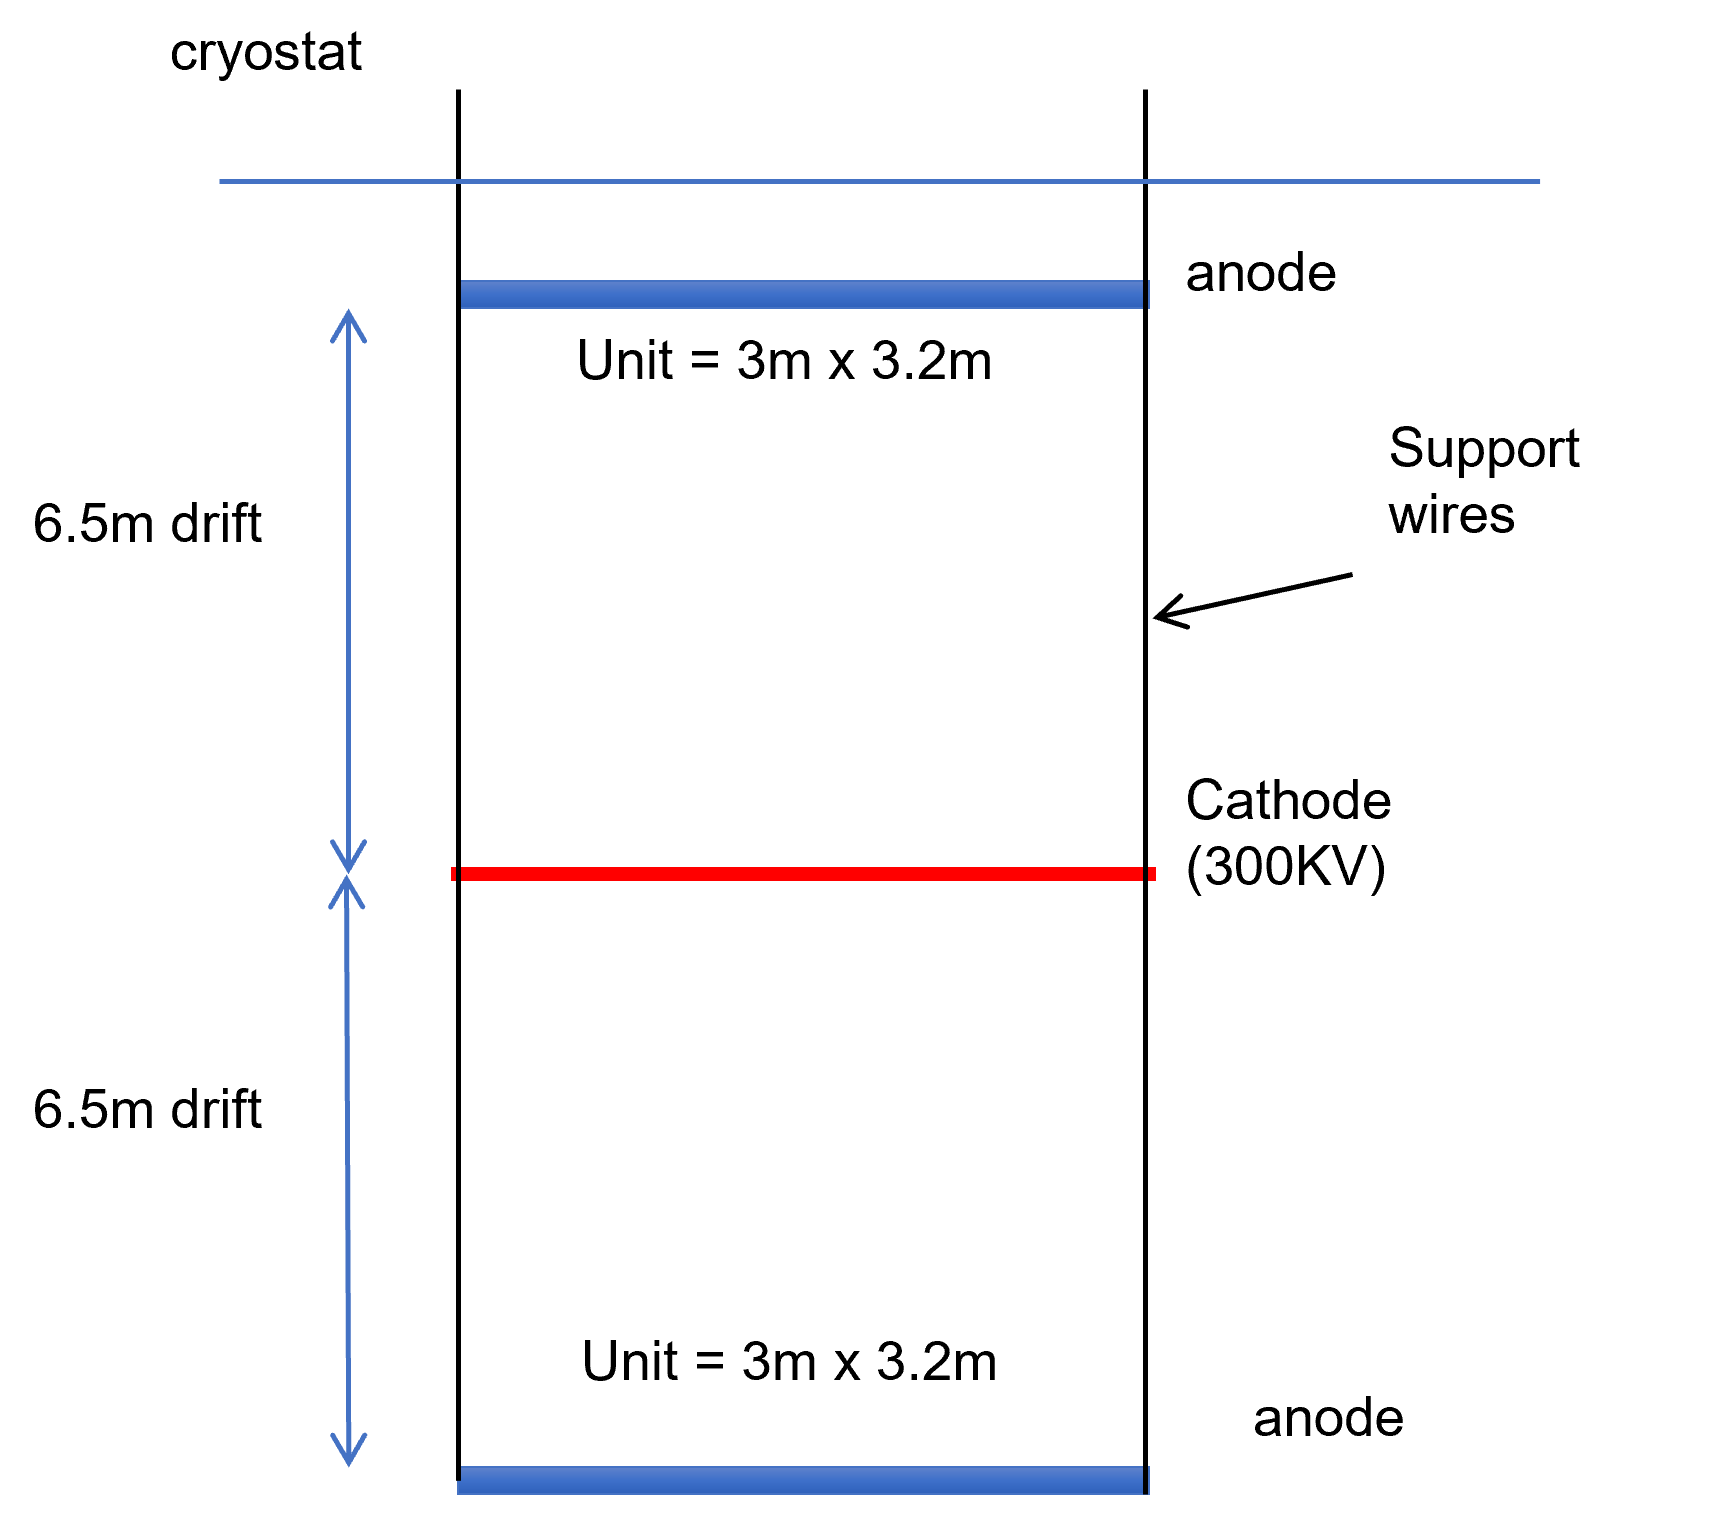 cryostat
anode
Unit = 3m x 3.2m
Support
wires
6.5m drift
Cathode
(300KV)
6.5m drift
Unit = 3m x 3.2m
anode